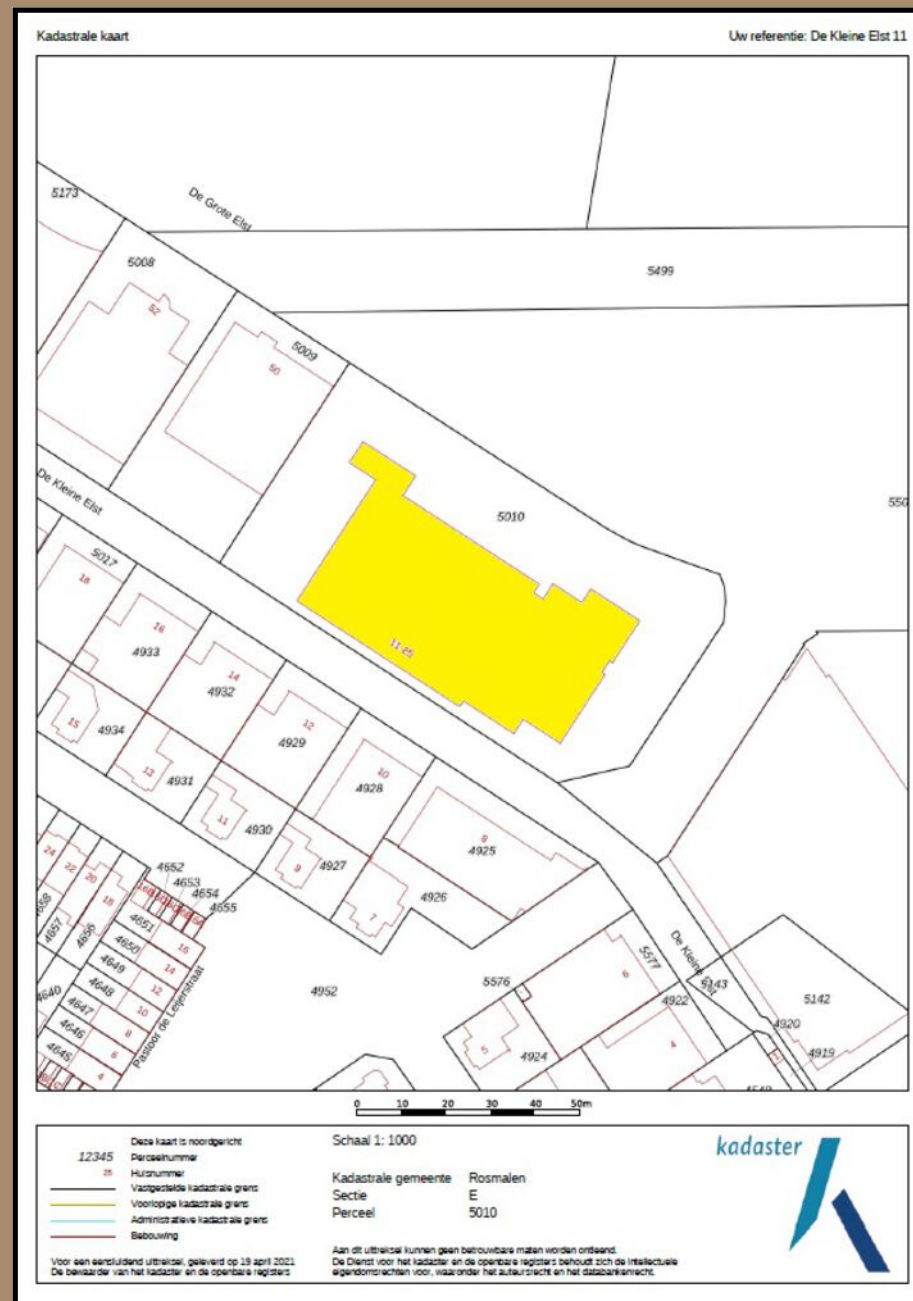 Kadastrale kaart
Uw referentie: De Kleine Elst 11
5173
De Grote Elst
5008
5499
52
5009
50
De Kleine Elst
5010
550
5017
18
16
4933
14
4932
11-25
12
4929
15
4934
13
4931
10
4928
11
4930
8
4925
9
4927
4926
7
24
22
20
18
4652
4653
4654
4655
4657
4656
4651
16
4650
14
4649
12
4640
4648
10
4647
8
4646
6
4645
4
Pastoor de Leijerstraat
4952
5576
6
5577
De Kleine Elst
5143
5142
4922
4920
4919
5
4924
4
0 10 20 30 40 50m
Deze kaart is noordgericht
12345 Perceelnummer
25 Huisnummer
Vastgestelde kadastrale grens
Voorlopige kadastrale grens
Administratieve kadastrale grens
Bebouwing
Voor een eensluidend uittreksel, geleverd op 19 april 2021
De bewaarder van het kadaster en de openbare registers
Schaal 1: 1000
Kadastrale gemeente Rosmalen
Sectie E
Perceel 5010
Aan dit uittreksel kunnen geen betrouwbare maten worden ontleend.
De Dienst voor het kadaster en de openbare registers behoudt zich de intellectuele
eigendomsrechten voor, waaronder het auteursrecht en het databankenrecht.
kadaster